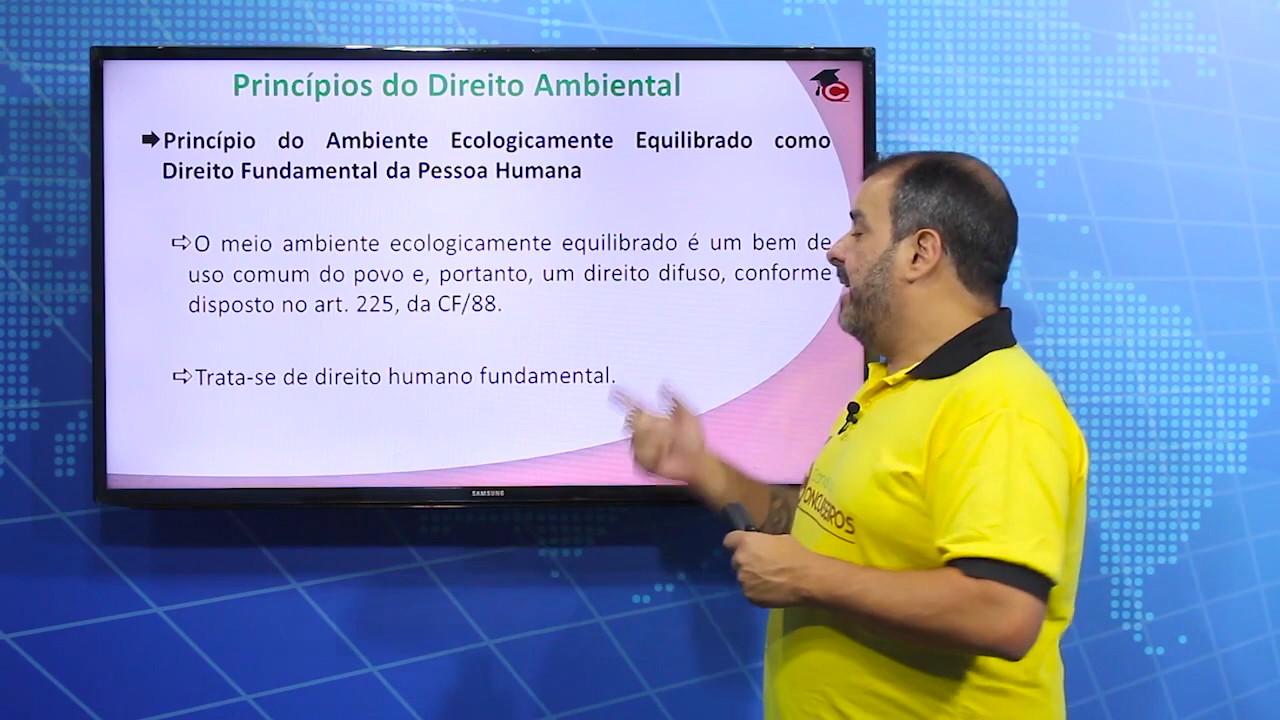 Princípios do Direito Ambiental
Princípio do Ambiente Ecologicamente Equilibrado como
Direito Fundamental da Pessoa Humana
O meio ambiente ecologicamente equilibrado é um bem de
uso comum do povo e, portanto, um direito difuso, conforme
disposto no art. 225, da CF/88.
Trata-se de direito humano fundamental.
SAMSUNG